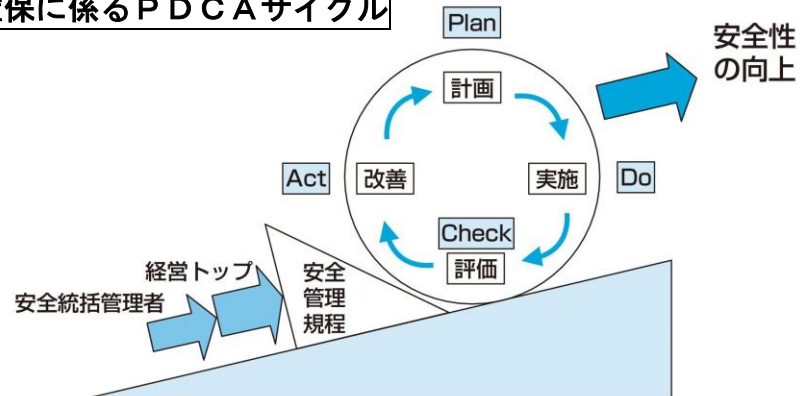 保に係るＰＤＣＡサイクル
Plan
安全性
の向上
計画
Act
改善
実施
Do
Check
評価
経営トップ
安全統括管理者
安全
管理
規程